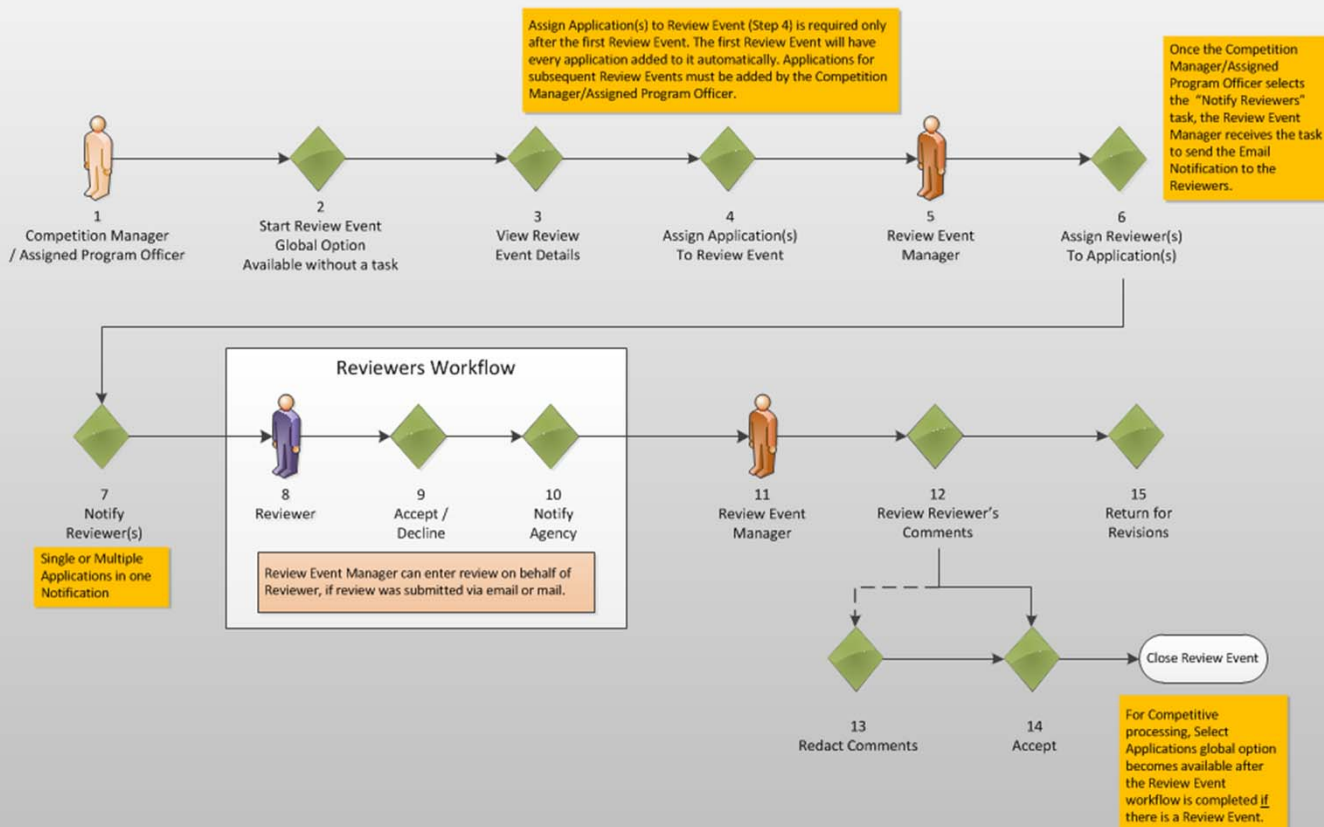 Assign Application(s) to Review Event (Step 4) is required only
after the first Review Event. The first Review Event will have
every application added to it automatically. Applications for
subsequent Review Events must be added by the Competition
Manager/Assigned Program Officer.
Once the Competition
Manager/Assigned
Program Officer selects
the "Notify Reviewers"
task, the Review Event
Manager receives the task
to send the Email
Notification to the
Reviewers.
1
Competition Manager
/ Assigned Program Officer
2
Start Review Event
Global Option
Available without a task
3
View Review
Event Details
4
Assign Application(s)
To Review Event
5
Review Event
Manager
6
Assign Reviewer(s)
To Application(s)
7
Notify
Reviewer(s)
Single or Multiple
Applications in one
Notification
Reviewers Workflow
8
Reviewer
9
Accept /
Decline
10
Notify
Agency
Review Event Manager can enter review on behalf of
Reviewer, if review was submitted via email or mail.
11
Review Event
Manager
12
Review Reviewer's
Comments
15
Return for
Revisions
13
Redact Comments
14
Accept
Close Review Event
For Competitive
processing, Select
Applications global option
becomes available after
the Review Event
workflow is completed if
there is a Review Event.